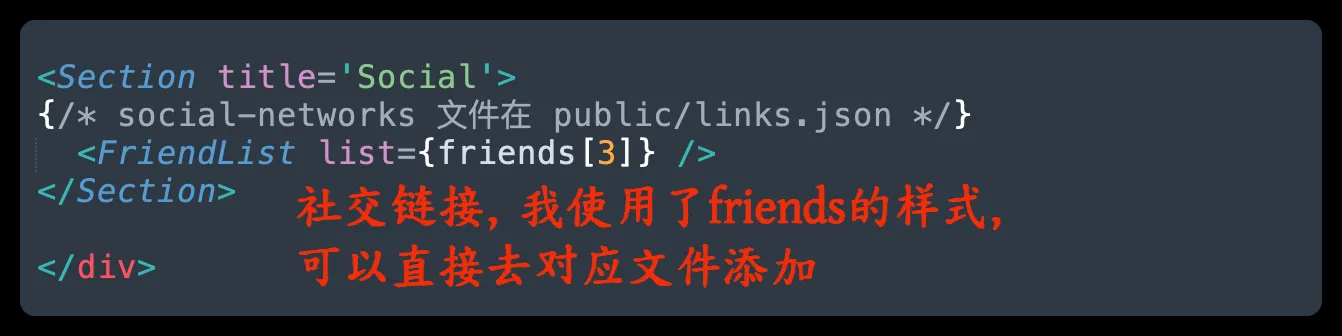 <Section title='Social'>
{/* social-networks 文件在 public/links.json */}
<FriendList list={friends[3]} />
</Section>
社交链接, 我使用了friends的样式,
可以直接去对应文件添加
</div>